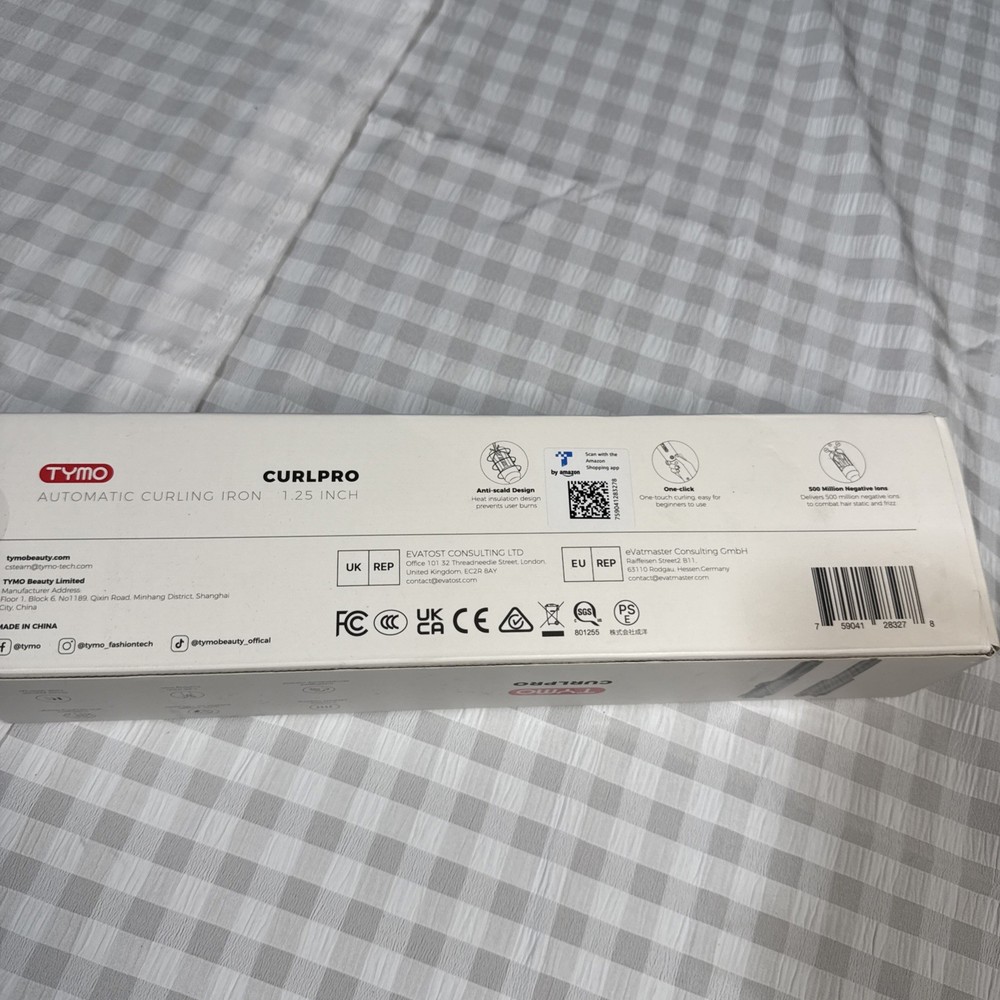 TYMO
CURLPRO
AUTOMATIC CURLING IRON 1.25 INCH
Anti-scald Design
Heat insulation design
prevents user burns
by amazon
Scan with the
Amazon
Shopping app
759041283278
One-click
One-touch curling, easy for
beginners to use
500 Million Negative Ions
Delivers 500 million negative ions
to combat hair static and frizz
tymobeauty.com
csteam@tymo-tech.com
TYMO Beauty Limited
Manufacturer Address:
Floor 1, Block 6, No1189, Qixin Road, Minhang District, Shanghai
City, China
MADE IN CHINA
@tymo
@tymo_fashiontech
@tymobeauty_offical
UK REP
EVATOST CONSULTING LTD
Office 101 32 Threadneedle Street, London,
United Kingdom, EC2R 8AY
contact@evatost.com
EU REP
eVatmaster Consulting GmbH
Raiffeisen Street2 B11,
63110 Rodgau, Hessen,Germany
contact@evatmaster.com
FC CCC UK CA CE
SGS
801255
PS E
株式会社成洋
7 59041 28327 8
TYMO
CURLPRO